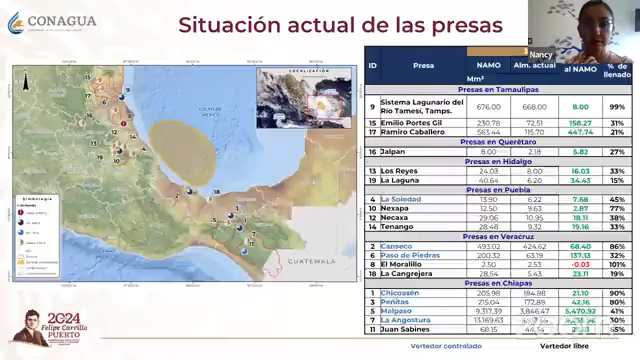 CONAGUA
COMISIÓN NACIONAL DEL AGUA
Situación actual de las presas
Nancy
LOCALIZACIÓN
GOLFO DE MÉXICO
GUATEMALA
Simbología
ID Presa NAMO Alm. actual al NAMO % de llenado
Mm³
Presas en Tamaulipas
9 Sistema Lagunario del Río Tamesí, Tamps. 676.00 668.00 8.00 99%
15 Emilio Portes Gil 230.78 72.51 158.27 31%
17 Ramiro Caballero 563.44 115.70 447.74 21%
Presas en Querétaro
16 Jalpan 8.00 2.18 5.82 27%
Presas en Hidalgo
13 Los Reyes 24.03 8.00 16.03 33%
19 La Laguna 40.64 6.20 34.43 15%
Presas en Puebla
4 La Soledad 13.90 6.22 7.68 45%
10 Nexapa 12.50 9.63 2.87 77%
12 Necaxa 29.06 10.95 18.11 38%
14 Tenango 28.48 9.32 19.16 33%
Presas en Veracruz
2 Canseco 493.02 424.62 68.40 86%
6 Paso de Piedras 200.32 63.19 137.13 32%
8 El Moralillo 2.50 2.53 -0.03 101%
18 La Cangrejera 28.54 5.43 23.11 19%
Presas en Chiapas
1 Chicoasén 205.98 184.88 21.10 90%
3 Peñitas 215.04 172.88 42.16 80%
5 Malpaso 9,317.39 3,846.47 5,470.92 41%
7 La Angostura 13,169.63 30%
11 Juan Sabines 68.15 65%
zoom
Vertedor controlado Vertedor libre
2024
Felipe Carrillo
PUERTO